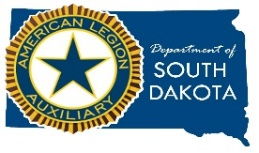 AMERICAN LEGION
AUXILIARY
Department of
SOUTH
DAKOTA